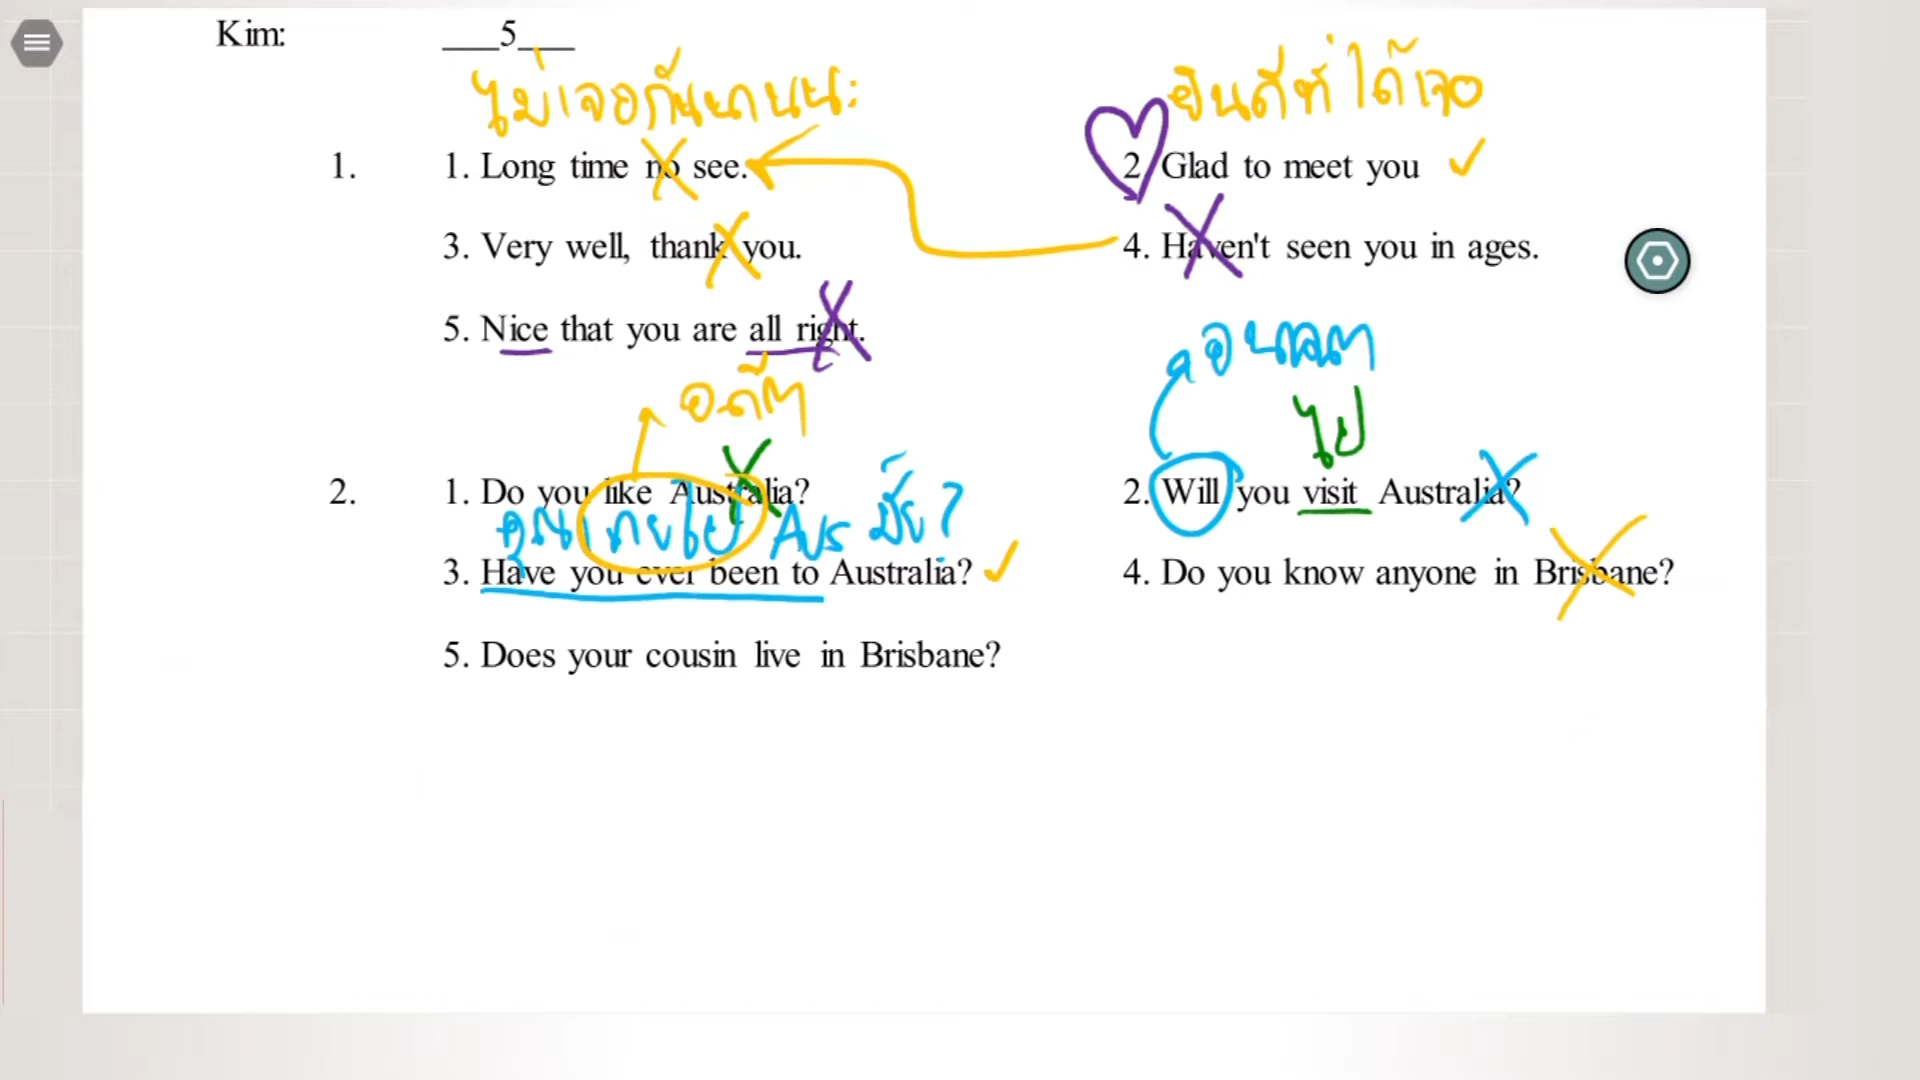 Kim: ___5___
ไม่เจอกันนานนะ ยินดีที่ได้เจอ
1. 1. Long time no see. 2. Glad to meet you ✓
3. Very well, thank you. 4. Haven't seen you in ages.
5. Nice that you are all right.
อนาคต
อดีต ไป
2. 1. Do you like Australia? 2. Will you visit Australia?
คุณเคยไป Aus มั้ย?
3. Have you ever been to Australia? ✓ 4. Do you know anyone in Brisbane?
5. Does your cousin live in Brisbane?